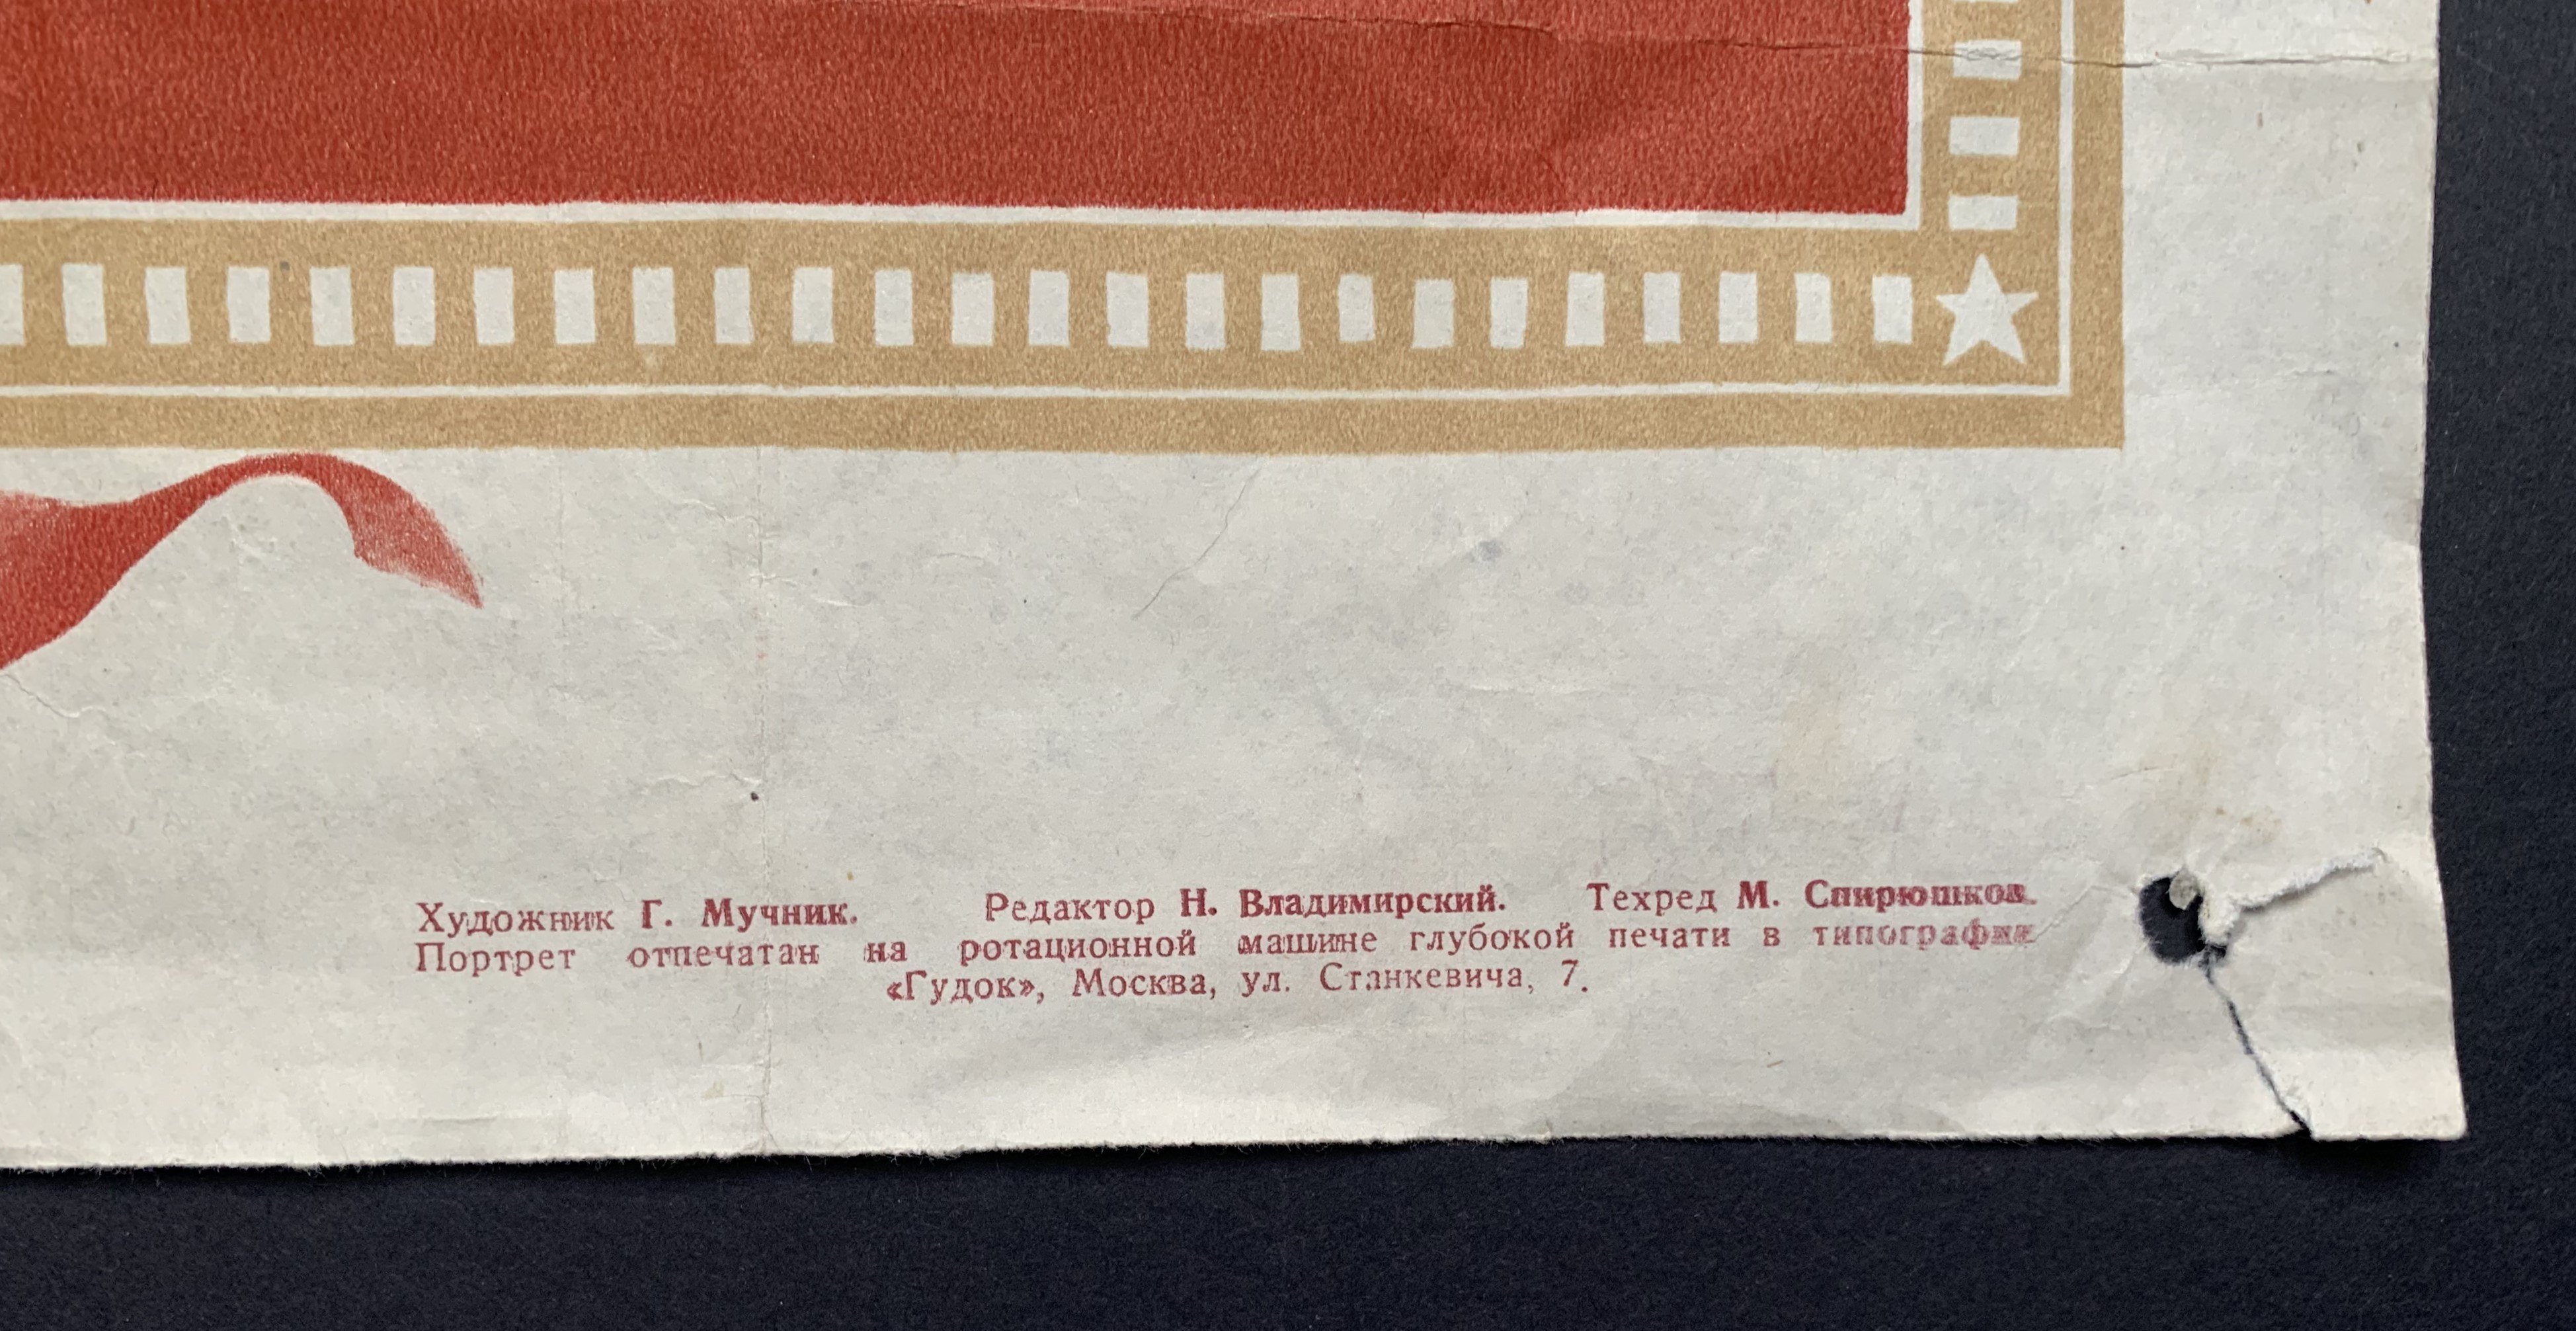 Художник Г. Мучник. Редактор Н. Владимирский. Техред М. Спирюшков.
Портрет отпечатан на ротационной машине глубокой печати в типографии
«Гудок», Москва, ул. Станкевича, 7.